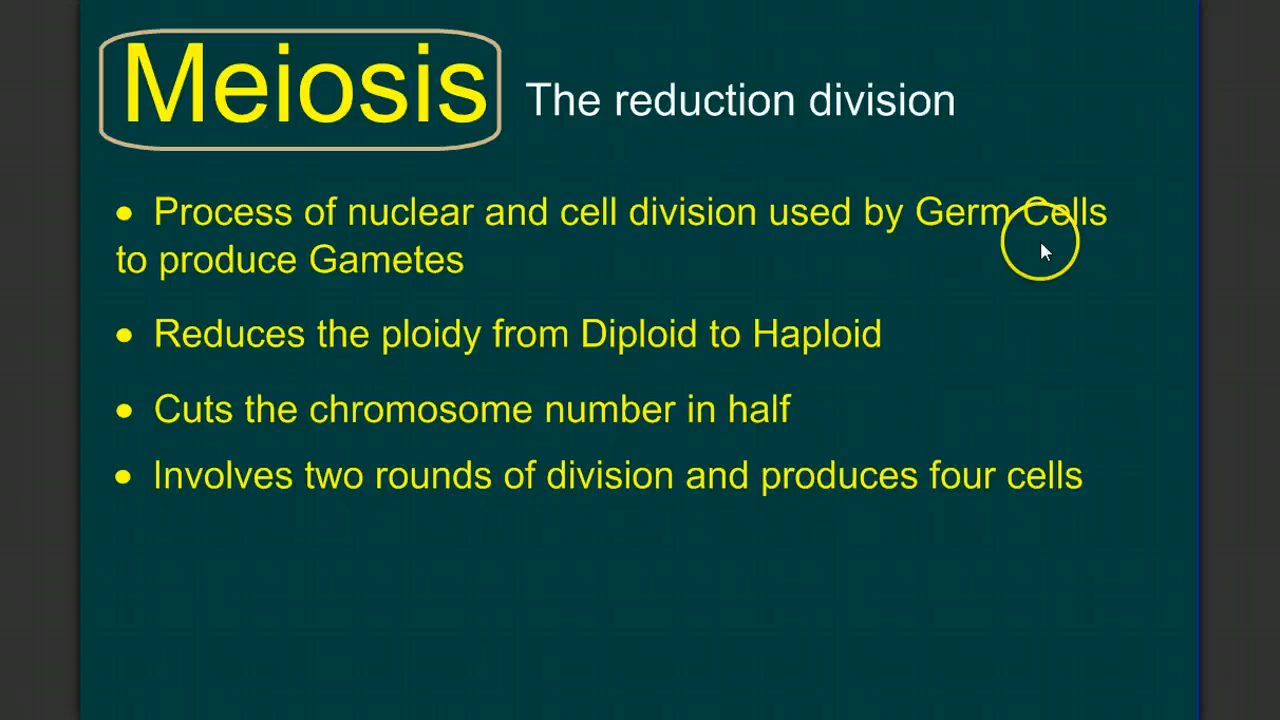 Meiosis The reduction division
• Process of nuclear and cell division used by Germ Cells
to produce Gametes
• Reduces the ploidy from Diploid to Haploid
• Cuts the chromosome number in half
• Involves two rounds of division and produces four cells